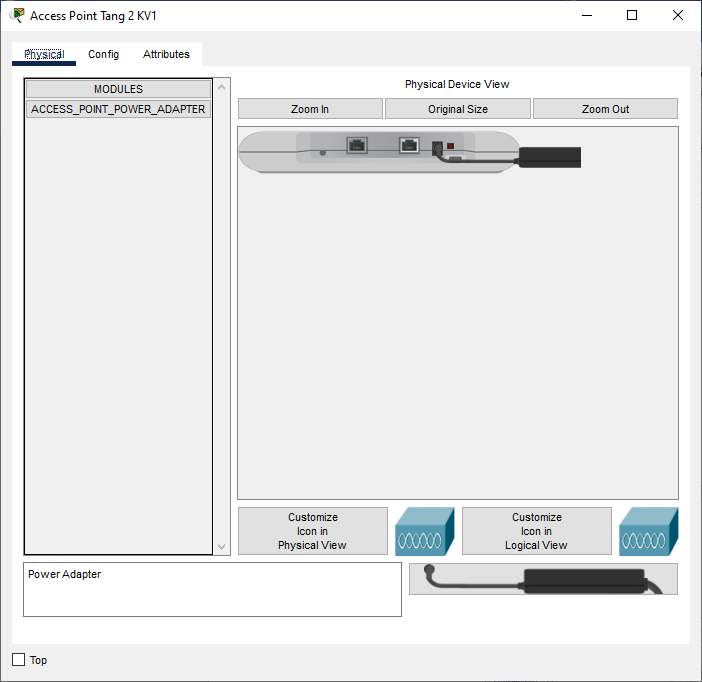 Access Point Tang 2 KV1
Physical Config Attributes
MODULES
ACCESS_POINT_POWER_ADAPTER
Physical Device View
Zoom In Original Size Zoom Out
Customize
Icon in
Physical View
Customize
Icon in
Logical View
Power Adapter
Top